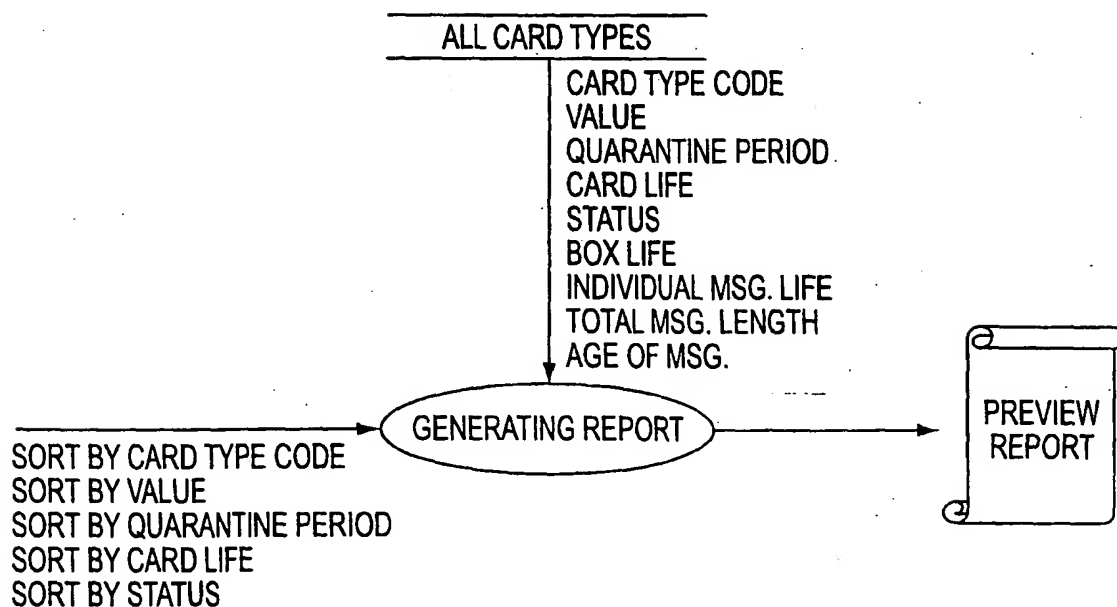 ALL CARD TYPES
CARD TYPE CODE
VALUE
QUARANTINE PERIOD
CARD LIFE
STATUS
BOX LIFE
INDIVIDUAL MSG. LIFE
TOTAL MSG. LENGTH
AGE OF MSG.
GENERATING REPORT
PREVIEW
REPORT
SORT BY CARD TYPE CODE
SORT BY VALUE
SORT BY QUARANTINE PERIOD
SORT BY CARD LIFE
SORT BY STATUS